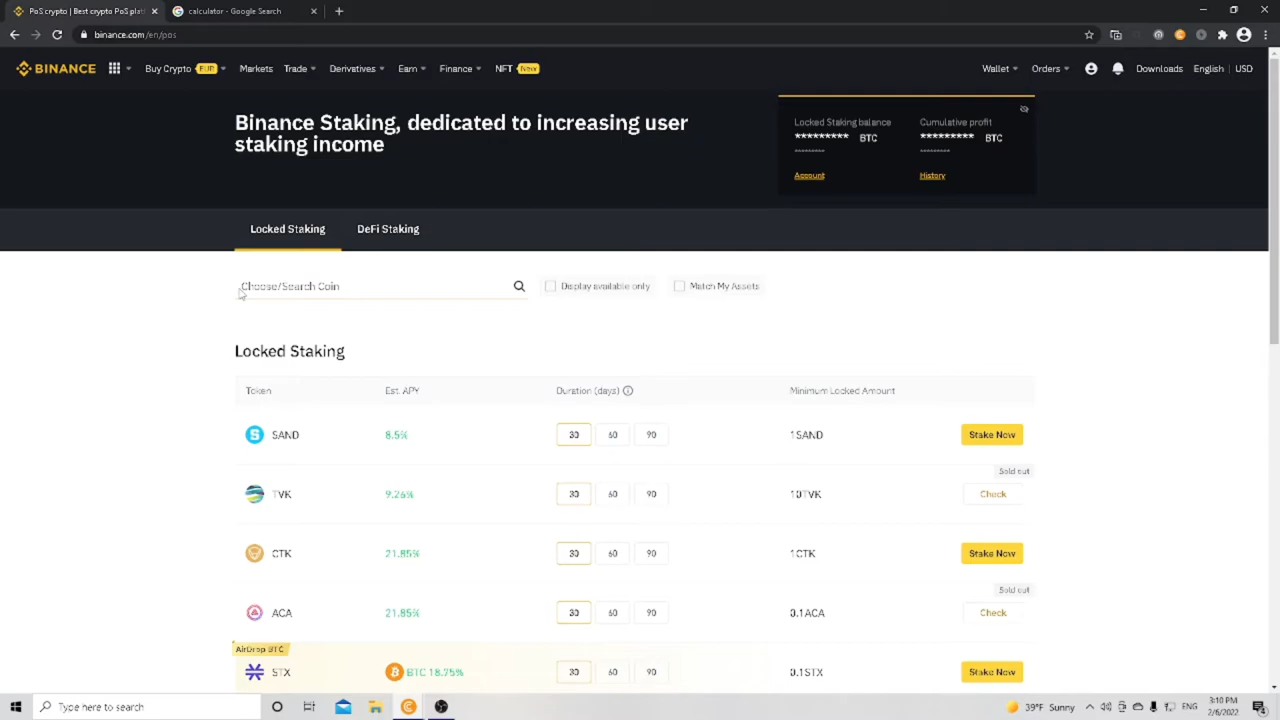 PoS crypto | Best crypto PoS plat
calculator - Google Search
binance.com/en/pos
BINANCE
Buy Crypto EUR Markets Trade Derivatives Earn Finance NFT New
Wallet Orders Downloads English | USD
Binance Staking, dedicated to increasing user
staking income
Locked Staking balance Cumulative profit
********* BTC ********* BTC
Account History
Locked Staking DeFi Staking
Choose/Search Coin
Display available only
Match My Assets
Locked Staking
Token Est. APY Duration (days) Minimum Locked Amount
SAND 8.5% 30 60 90 1 SAND Stake Now
Sold out
TVK 9.26% 30 60 90 10 TVK Check
CTK 21.85% 30 60 90 1 CTK Stake Now
Sold out
ACA 21.85% 30 60 90 0.1 ACA Check
AirDrop BTC
STX BTC 18.75% 30 60 90 0.1 STX Stake Now
Type here to search
39°F Sunny
ENG
3:10 PM
2/6/2022